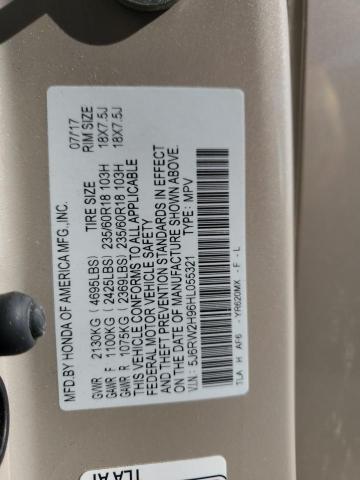 MFD.BY HONDA OF AMERICA MFG.,INC. 07/17
TIRE SIZE RIM SIZE
GVWR 2130KG (4695LBS)
GAWR F 1100KG (2425LBS) 235/60R18 103H 18X7.5J
GAWR R 1075KG (2369LBS) 235/60R18 103H 18X7.5J
THIS VEHICLE CONFORMS TO ALL APPLICABLE
FEDERAL MOTOR VEHICLE SAFETY
AND THEFT PREVENTION STANDARDS IN EFFECT
ON THE DATE OF MANUFACTURE SHOWN ABOVE.
V.I.N.: 5J6RW2H96HL055321 TYPE: MPV
TLA H AF6 - YR620MX - F - L